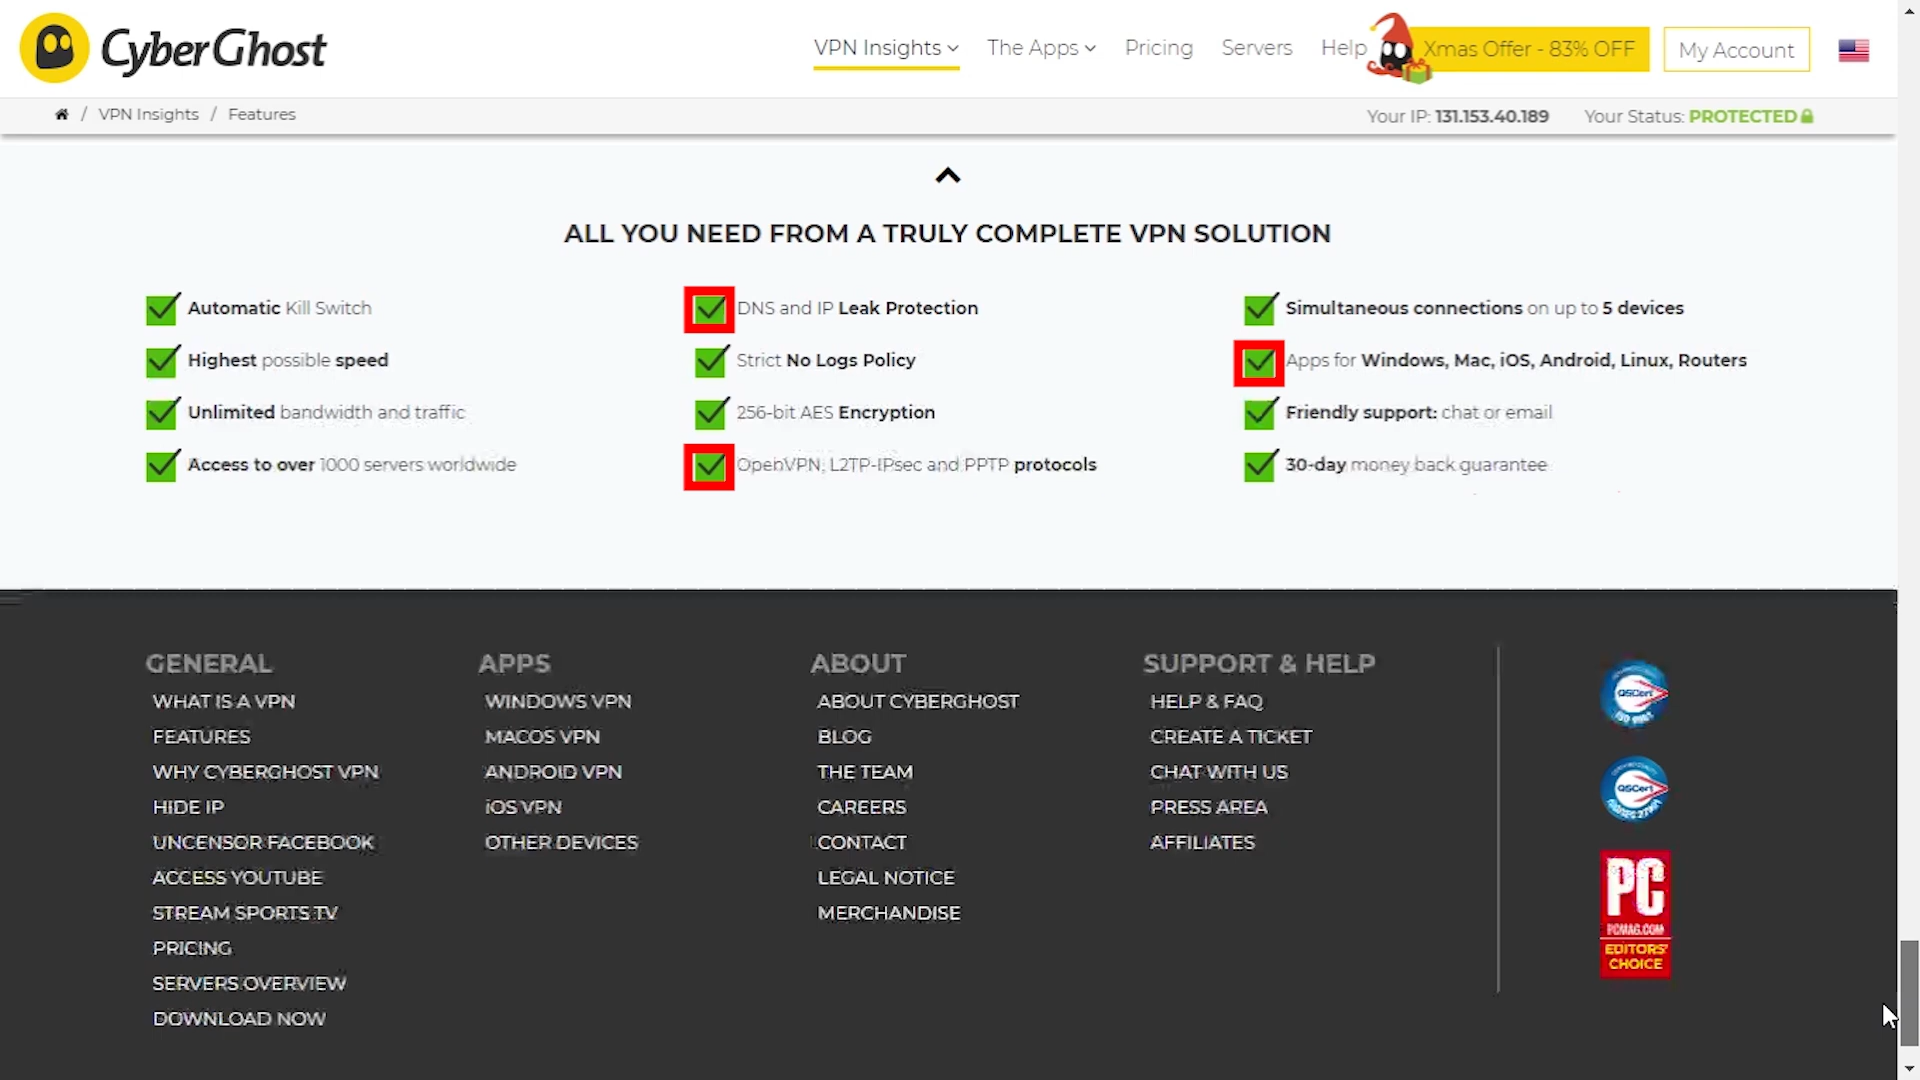 CyberGhost
VPN Insights
The Apps
Pricing
Servers
Help
Xmas Offer - 83% OFF
My Account
/ VPN Insights / Features
Your IP: 131.153.40.189
Your Status: PROTECTED
ALL YOU NEED FROM A TRULY COMPLETE VPN SOLUTION
Automatic Kill Switch
Highest possible speed
Unlimited bandwidth and traffic
Access to over 1000 servers worldwide
DNS and IP Leak Protection
Strict No Logs Policy
256-bit AES Encryption
OpenVPN, L2TP-IPsec and PPTP protocols
Simultaneous connections on up to 5 devices
Apps for Windows, Mac, iOS, Android, Linux, Routers
Friendly support: chat or email
30-day money back guarantee
GENERAL
WHAT IS A VPN
FEATURES
WHY CYBERGHOST VPN
HIDE IP
UNCENSOR FACEBOOK
ACCESS YOUTUBE
STREAM SPORTS TV
PRICING
SERVERS OVERVIEW
DOWNLOAD NOW
APPS
WINDOWS VPN
MACOS VPN
ANDROID VPN
iOS VPN
OTHER DEVICES
ABOUT
ABOUT CYBERGHOST
BLOG
THE TEAM
CAREERS
CONTACT
LEGAL NOTICE
MERCHANDISE
SUPPORT & HELP
HELP & FAQ
CREATE A TICKET
CHAT WITH US
PRESS AREA
AFFILIATES
QSCert
ISO 9001
QSCert
PC
PCMAG.COM
EDITORS'
CHOICE